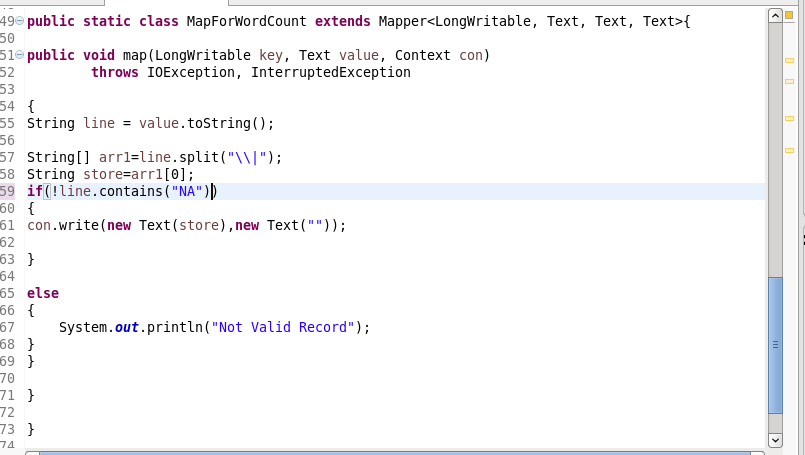 49 public static class MapForWordCount extends Mapper<LongWritable, Text, Text, Text>{
50
51 public void map(LongWritable key, Text value, Context con)
52         throws IOException, InterruptedException
53
54 {
55 String line = value.toString();
56
57 String[] arr1=line.split("\\|");
58 String store=arr1[0];
59 if(!line.contains("NA"))
60 {
61 con.write(new Text(store),new Text(""));
62
63 }
64
65 else
66 {
67     System.out.println("Not Valid Record");
68 }
69 }
70
71 }
72
73 }
74